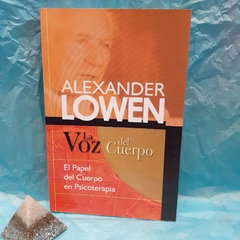 ALEXANDER
LOWEN
La
Voz del
Cuerpo
El Papel
del Cuerpo
en Psicoterapia